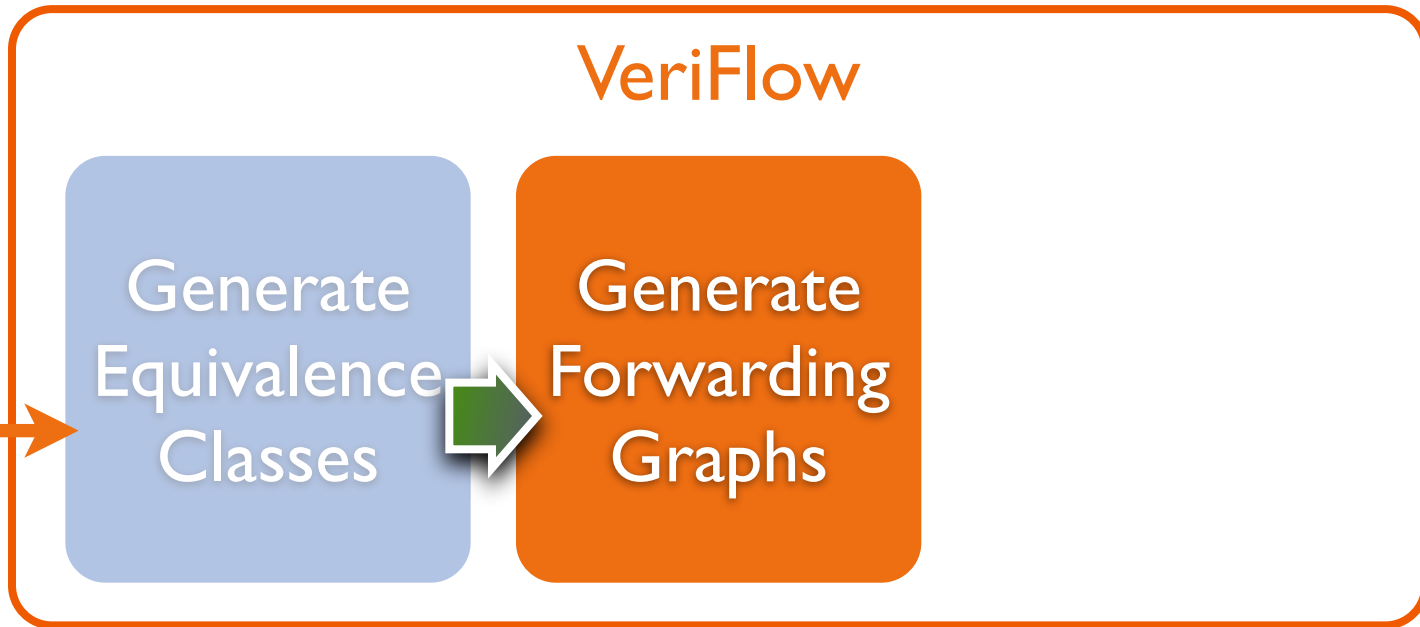 VeriFlow
Generate
Equivalence
Classes
Generate
Forwarding
Graphs